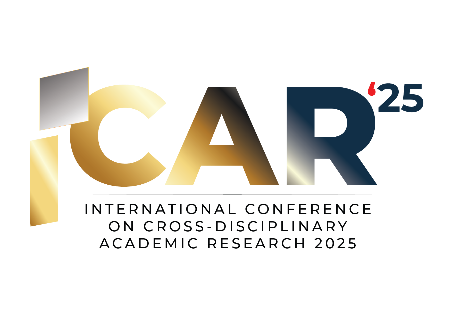 iCAR'25
INTERNATIONAL CONFERENCE
ON CROSS-DISCIPLINARY
ACADEMIC RESEARCH 2025